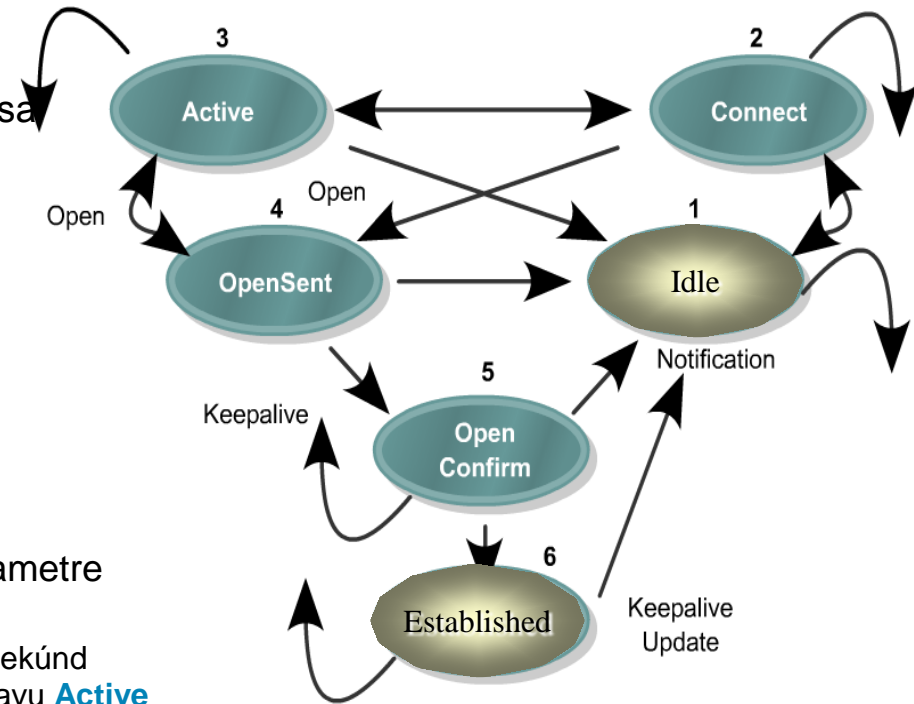 3
2
sa
Active
Connect
Open
Open
4
1
OpenSent
Idle
Notification
5
Keepalive
Open
Confirm
6
ametre
Established
Keepalive
Update
ekúnd
avu Active